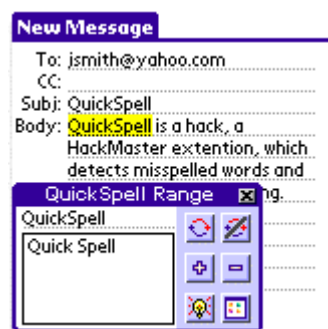 New Message
To: jsmith@yahoo.com
CC:
Subj: QuickSpell
Body: QuickSpell is a hack, a
HackMaster extention, which
detects misspelled words and
ng.
QuickSpell Range
QuickSpell
Quick Spell